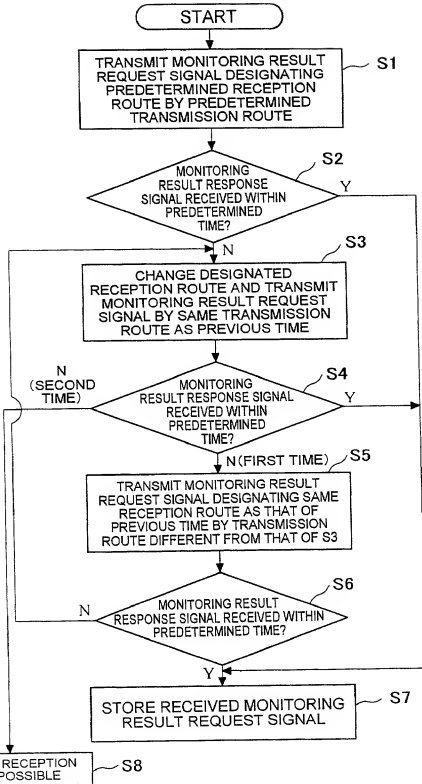 START
TRANSMIT MONITORING RESULT
REQUEST SIGNAL DESIGNATING
PREDETERMINED RECEPTION
ROUTE BY PREDETERMINED
TRANSMISSION ROUTE
S1
MONITORING
RESULT RESPONSE
SIGNAL RECEIVED WITHIN
PREDETERMINED
TIME?
S2
Y
N
S3
CHANGE DESIGNATED
RECEPTION ROUTE AND TRANSMIT
MONITORING RESULT REQUEST
SIGNAL BY SAME TRANSMISSION
ROUTE AS PREVIOUS TIME
N
(SECOND
TIME)
MONITORING
RESULT RESPONSE SIGNAL
RECEIVED WITHIN
PREDETERMINED
TIME?
S4
Y
N(FIRST TIME)
S5
TRANSMIT MONITORING RESULT
REQUEST SIGNAL DESIGNATING SAME
RECEPTION ROUTE AS THAT OF
PREVIOUS TIME BY TRANSMISSION
ROUTE DIFFERENT FROM THAT OF S3
S6
N
MONITORING RESULT
RESPONSE SIGNAL RECEIVED WITHIN
PREDETERMINED TIME?
Y
STORE RECEIVED MONITORING
RESULT REQUEST SIGNAL
S7
RECEPTION
POSSIBLE
S8